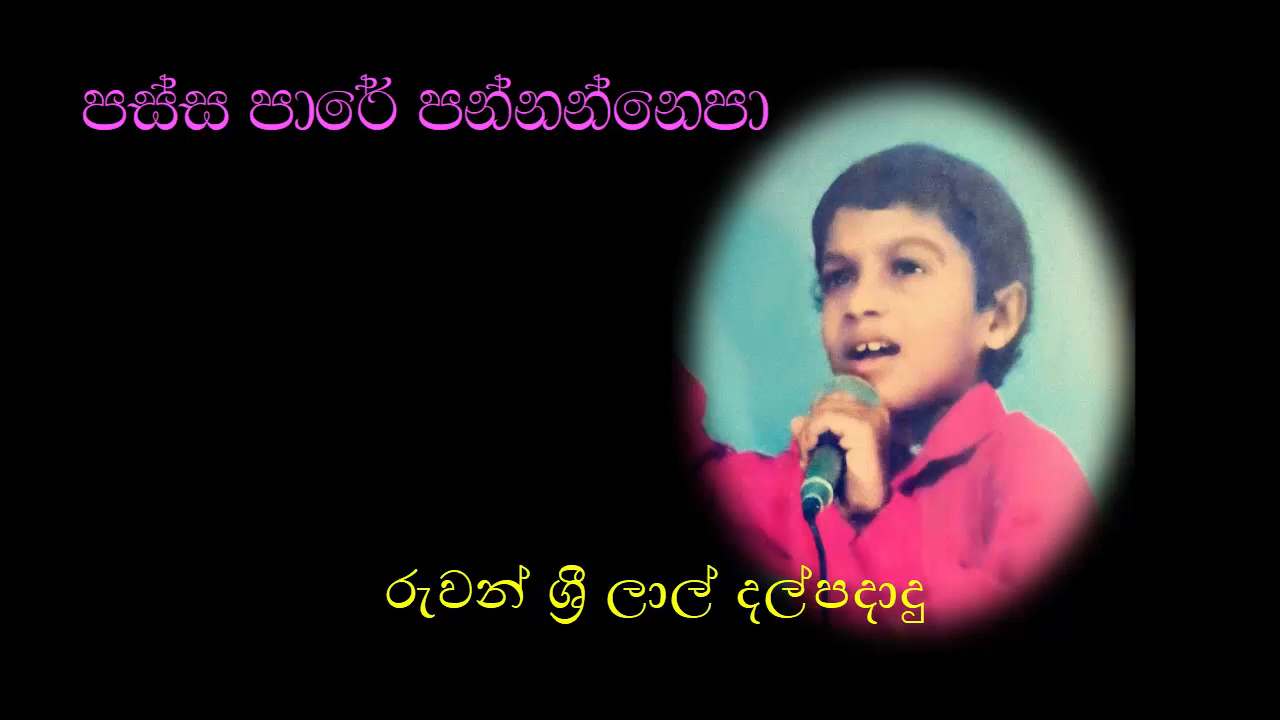 පස්ස පාරේ පන්නන්නෙපා
රුවන් ශ්‍රී ලාල් දල්පදාදු